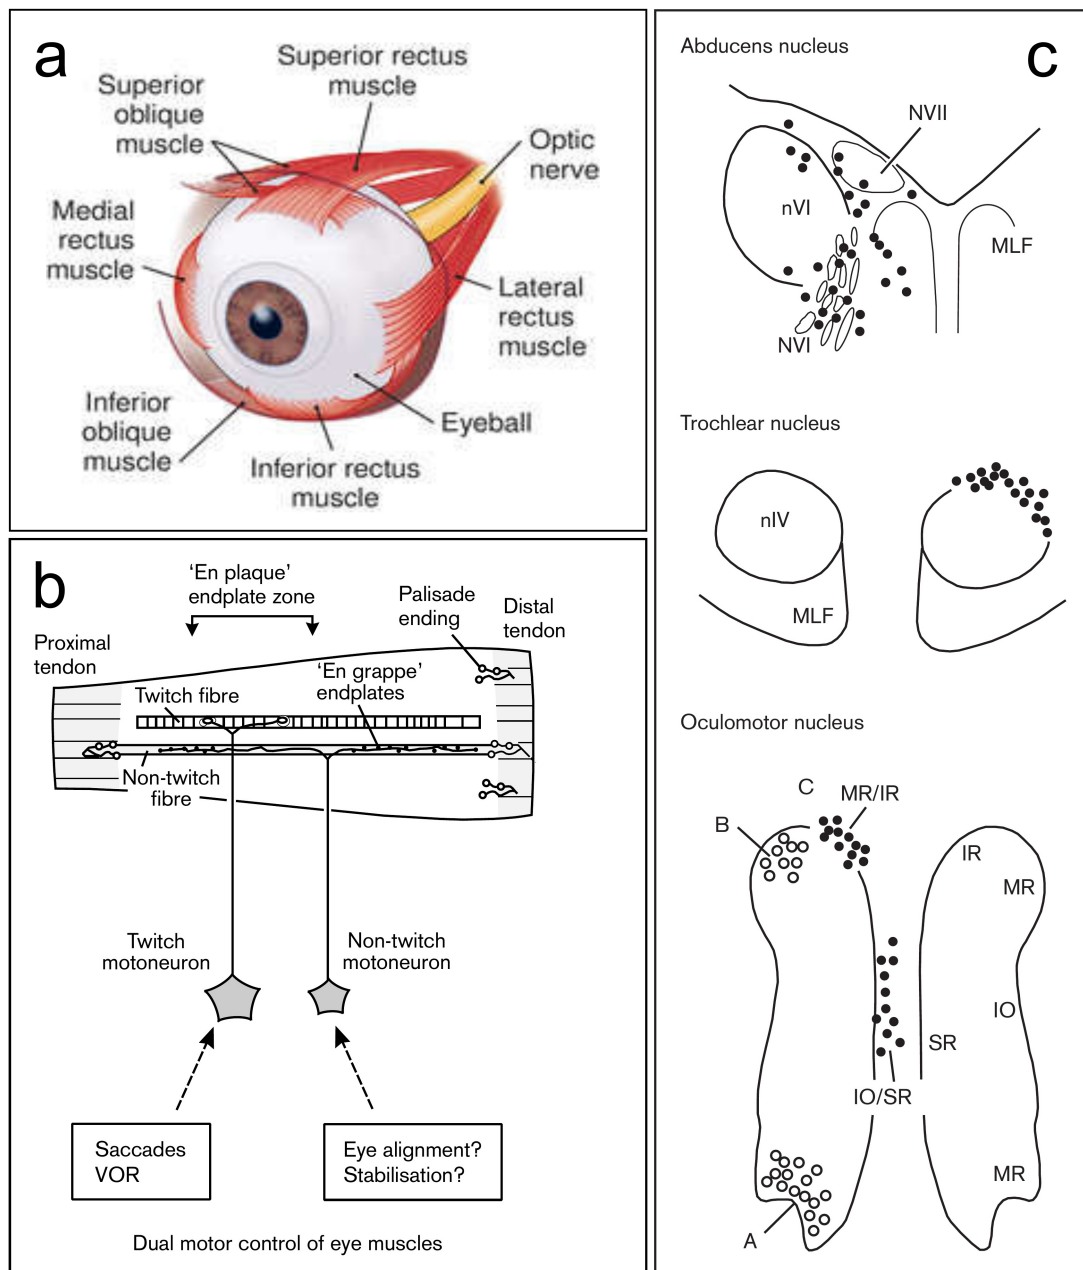 a
Superior rectus
muscle
Superior
oblique
muscle
Optic
nerve
Medial
rectus
muscle
Lateral
rectus
muscle
Inferior
oblique
muscle
Eyeball
Inferior rectus
muscle
b
‘En plaque’
endplate zone
Palisade
ending
Distal
tendon
Proximal
tendon
‘En grappe’
endplates
Twitch fibre
Non-twitch
fibre
Twitch
motoneuron
Non-twitch
motoneuron
Saccades
VOR
Eye alignment?
Stabilisation?
Dual motor control of eye muscles
c
Abducens nucleus
NVII
nVI
MLF
NVI
Trochlear nucleus
nIV
MLF
Oculomotor nucleus
C
MR/IR
B
IR
MR
IO
SR
IO/SR
MR
A